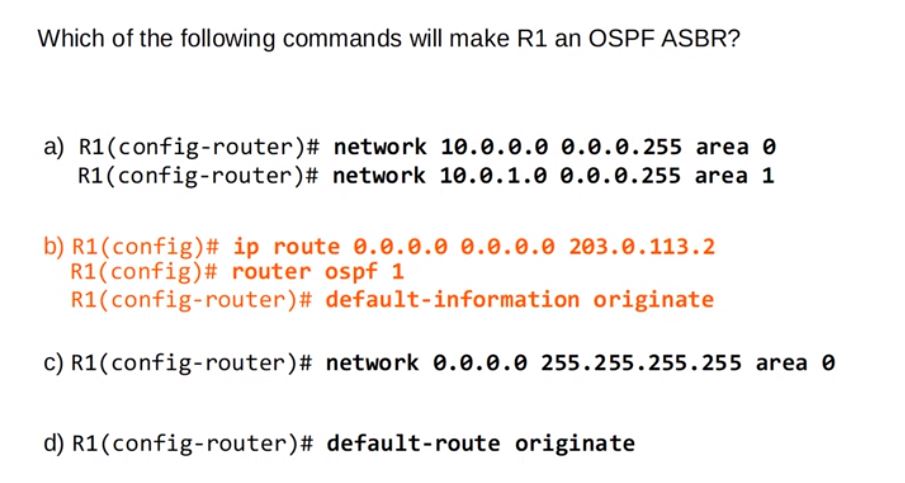 Which of the following commands will make R1 an OSPF ASBR?
a) R1(config-router)# network 10.0.0.0 0.0.0.255 area 0
R1(config-router)# network 10.0.1.0 0.0.0.255 area 1
b) R1(config)# ip route 0.0.0.0 0.0.0.0 203.0.113.2
R1(config)# router ospf 1
R1(config-router)# default-information originate
c) R1(config-router)# network 0.0.0.0 255.255.255.255 area 0
d) R1(config-router)# default-route originate